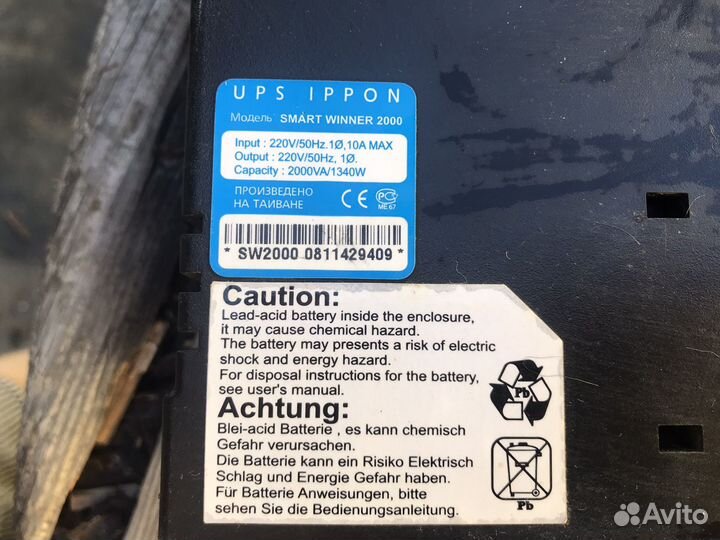 UPS IPPON
Модель SMART WINNER 2000
Input : 220V/50Hz.1Ø,10A MAX
Output : 220V/50Hz, 1Ø.
Capacity : 2000VA/1340W
ПРОИЗВЕДЕНО
НА ТАИВАНЕ
CE PC
ME 67
* SW2000 0811429409 *
Caution:
Lead-acid battery inside the enclosure,
it may cause chemical hazard.
The battery may presents a risk of electric
shock and energy hazard.
For disposal instructions for the battery,
see user's manual.
Pb
Achtung:
Blei-acid Batterie , es kann chemisch
Gefahr verursachen.
Die Batterie kann ein Risiko Elektrisch
Schlag und Energie Gefahr haben.
Für Batterie Anweisungen, bitte
sehen Sie die Bedienungsanleitung.
Pb
Avito